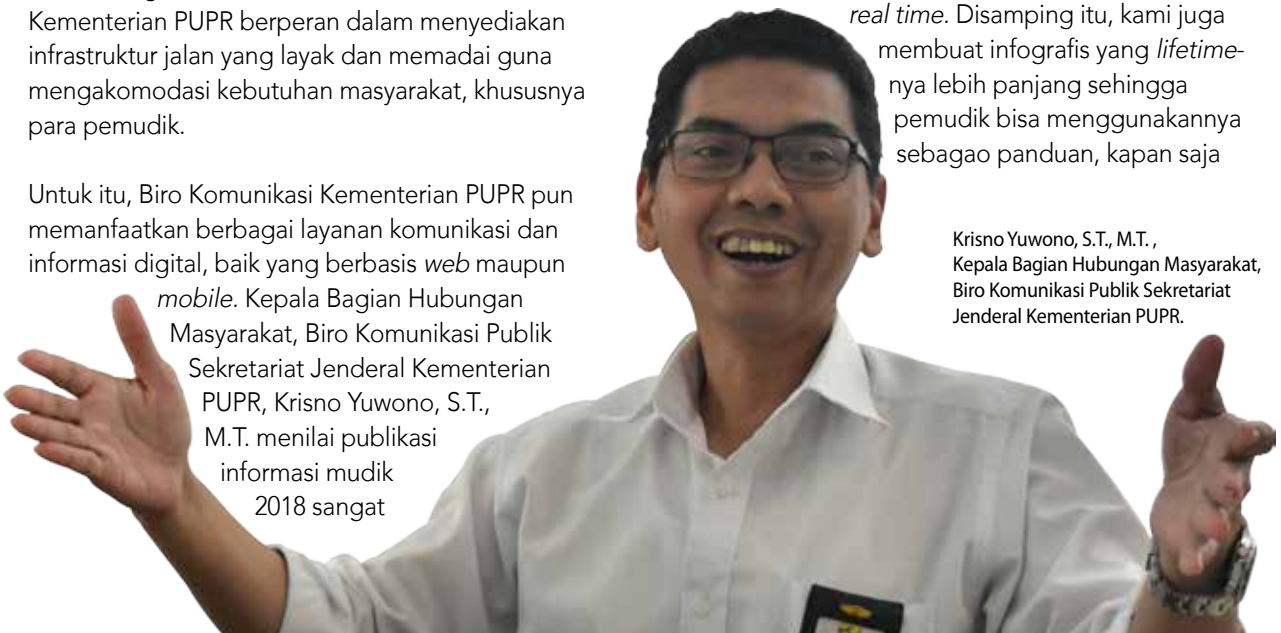 Kementerian PUPR berperan dalam menyediakan
infrastruktur jalan yang layak dan memadai guna
mengakomodasi kebutuhan masyarakat, khususnya
para pemudik.
Untuk itu, Biro Komunikasi Kementerian PUPR pun
memanfaatkan berbagai layanan komunikasi dan
informasi digital, baik yang berbasis web maupun
mobile. Kepala Bagian Hubungan
Masyarakat, Biro Komunikasi Publik
Sekretariat Jenderal Kementerian
PUPR, Krisno Yuwono, S.T.,
M.T. menilai publikasi
informasi mudik
2018 sangat
real time. Disamping itu, kami juga
membuat infografis yang lifetime-
nya lebih panjang sehingga
pemudik bisa menggunakannya
sebagao panduan, kapan saja
Krisno Yuwono, S.T., M.T. ,
Kepala Bagian Hubungan Masyarakat,
Biro Komunikasi Publik Sekretariat
Jenderal Kementerian PUPR.